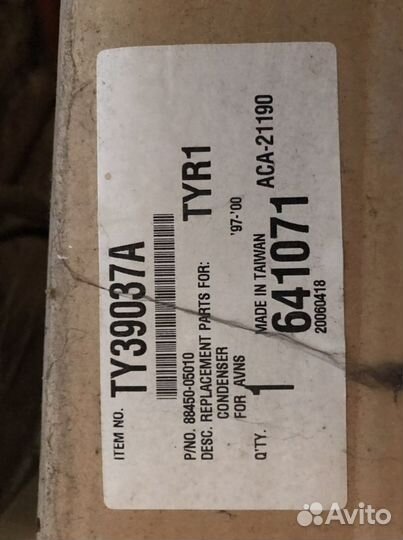 ITEM NO. TY39037A
P/NO. 88450-05010
DESC. REPLACEMENT PARTS FOR: TYR1
CONDENSER
FOR AVNS '97-'00
Q'TY. 1 MADE IN TAIWAN ACA-21190
641071
20060418
Avito